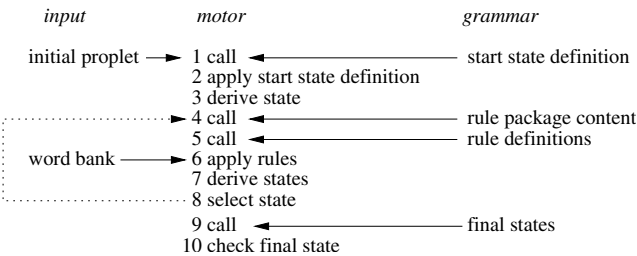 input motor grammar
initial proplet 1 call start state definition
2 apply start state definition
3 derive state
4 call rule package content
5 call rule definitions
word bank 6 apply rules
7 derive states
8 select state
9 call final states
10 check final state